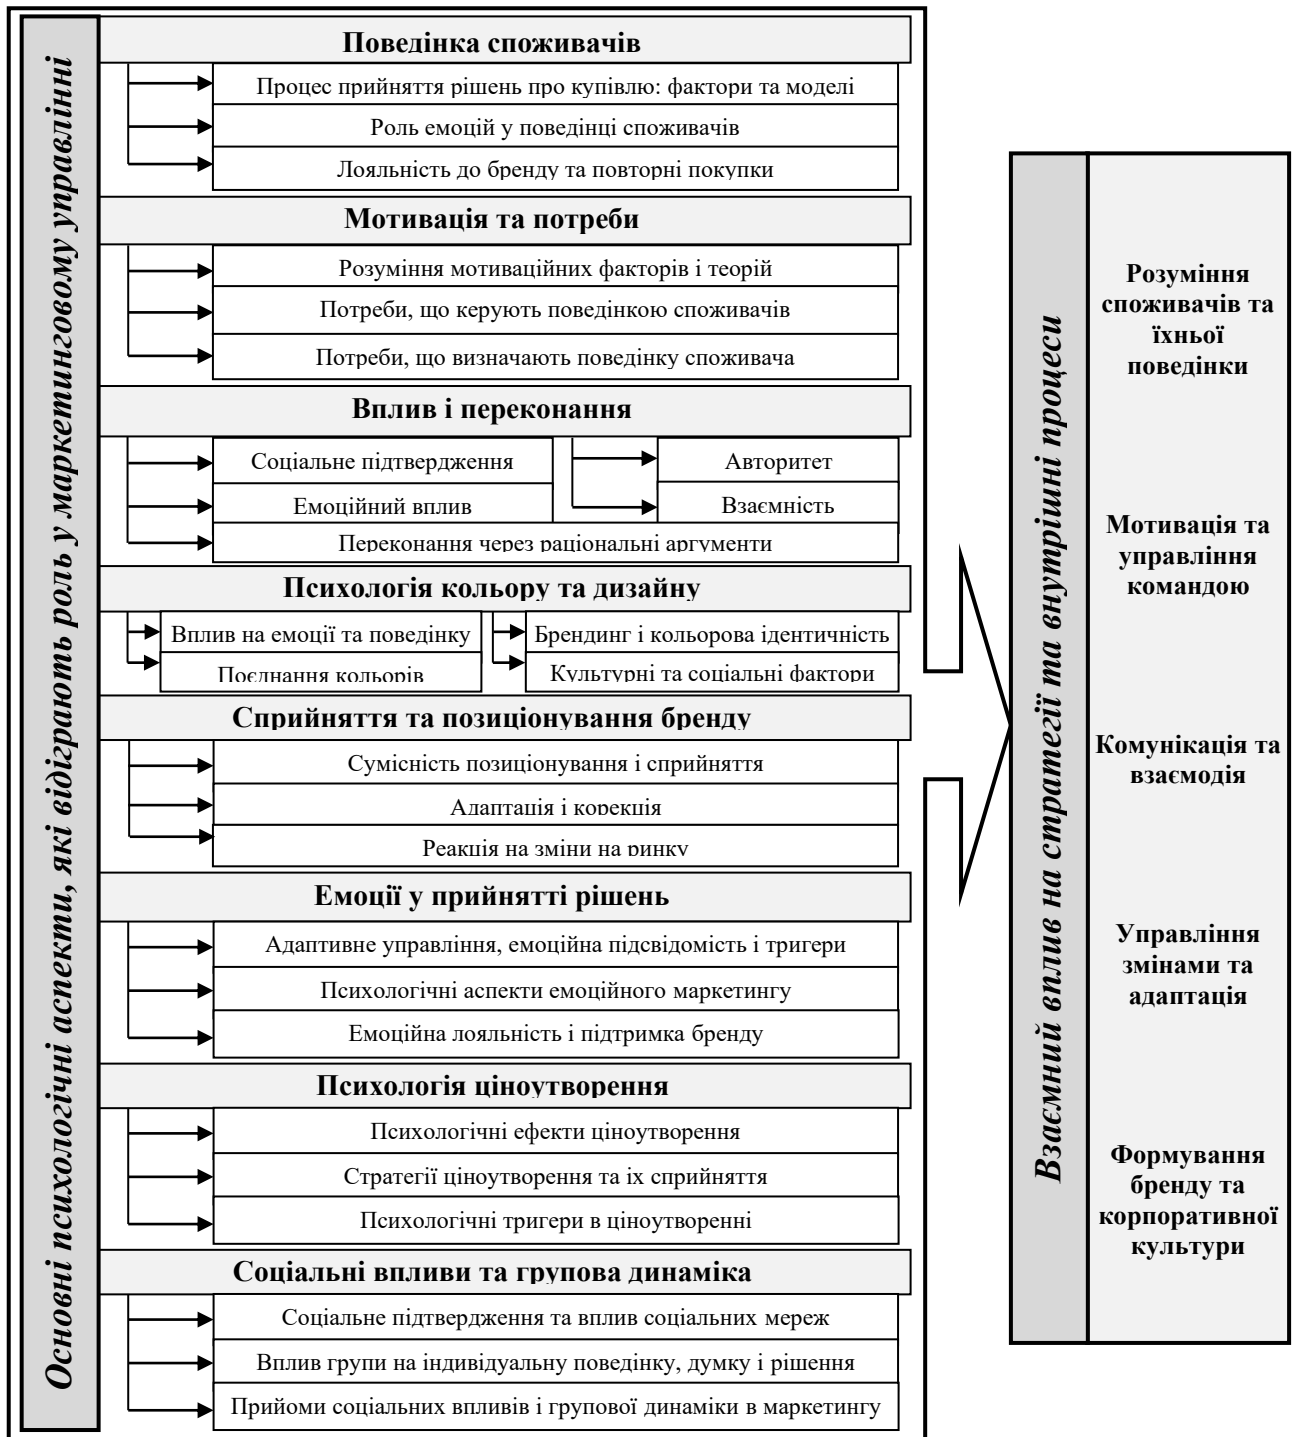 Основні психологічні аспекти, які відіграють роль у маркетинговому управлінні
Поведінка споживачів
Процес прийняття рішень про купівлю: фактори та моделі
Роль емоцій у поведінці споживачів
Лояльність до бренду та повторні покупки
Мотивація та потреби
Розуміння мотиваційних факторів і теорій
Потреби, що керують поведінкою споживачів
Потреби, що визначають поведінку споживача
Вплив і переконання
Соціальне підтвердження
Авторитет
Емоційний вплив
Взаємність
Переконання через раціональні аргументи
Психологія кольору та дизайну
Вплив на емоції та поведінку
Брендинг і кольорова ідентичність
Поєднання кольорів
Культурні та соціальні фактори
Сприйняття та позиціонування бренду
Сумісність позиціонування і сприйняття
Адаптація і корекція
Реакція на зміни на ринку
Емоції у прийнятті рішень
Адаптивне управління, емоційна підсвідомість і тригери
Психологічні аспекти емоційного маркетингу
Емоційна лояльність і підтримка бренду
Психологія ціноутворення
Психологічні ефекти ціноутворення
Стратегії ціноутворення та їх сприйняття
Психологічні тригери в ціноутворенні
Соціальні впливи та групова динаміка
Соціальне підтвердження та вплив соціальних мереж
Вплив групи на індивідуальну поведінку, думку і рішення
Прийоми соціальних впливів і групової динаміки в маркетингу
Взаємний вплив на стратегії та внутрішні процеси
Розуміння
споживачів та
їхньої
поведінки
Мотивація та
управління
командою
Комунікація та
взаємодія
Управління
змінами та
адаптація
Формування
бренду та
корпоративної
культури